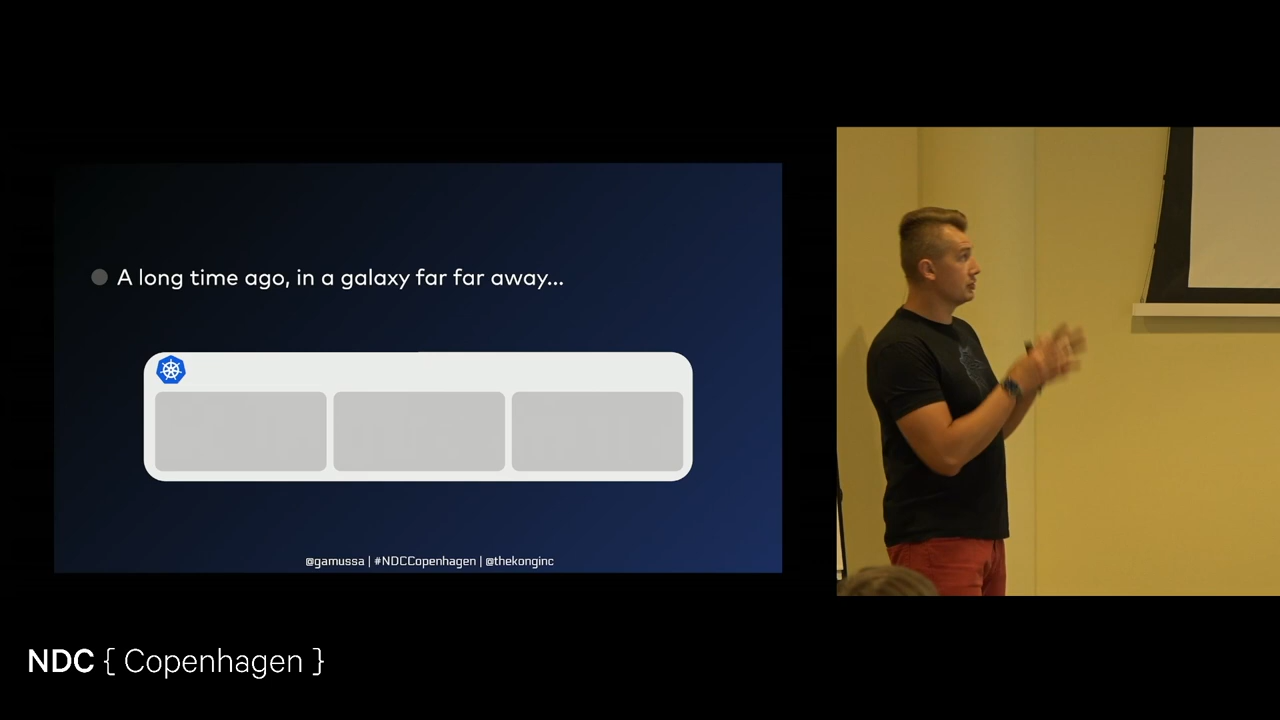 A long time ago, in a galaxy far far away...
@gamussa | #NDCCopenhagen | @thekonginc
NDC { Copenhagen }